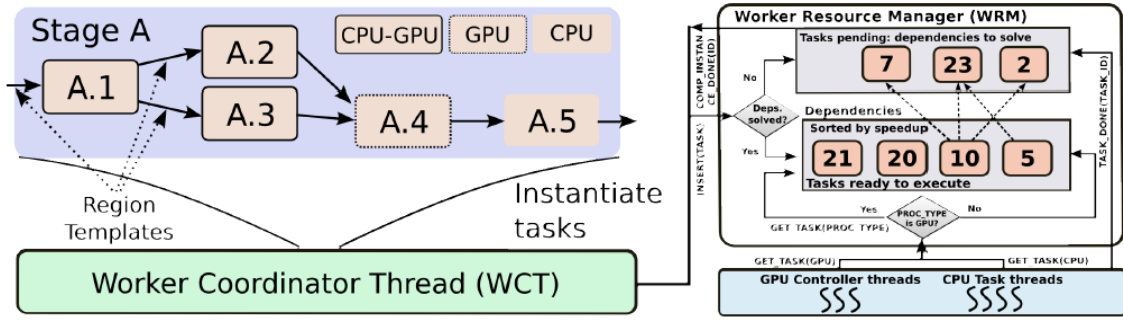 Stage A
CPU-GPU
GPU
CPU
A.1
A.2
A.3
A.4
A.5
Region
Templates
Instantiate
tasks
Worker Coordinator Thread (WCT)
COMP_INSTAN
CE_DONE(ID)
INSERT(TASK)
Worker Resource Manager (WRM)
Tasks pending: dependencies to solve
7
23
2
No
Deps.
solved?
Yes
Dependencies
Sorted by speedup
21
20
10
5
Tasks ready to execute
Yes
PROC_TYPE
is GPU?
No
GET_TASK(PROC_TYPE)
TASK_DONE(TASK_ID)
GET_TASK(GPU)
GET_TASK(CPU)
GPU Controller threads
CPU Task threads